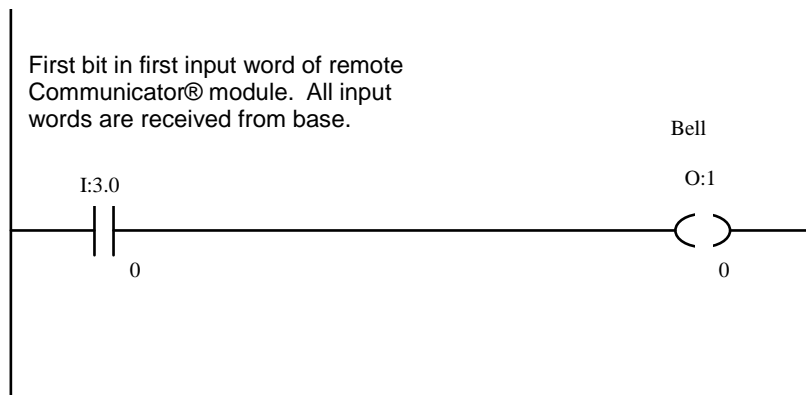 First bit in first input word of remote
Communicator® module.  All input
words are received from base.
Bell
I:3.0
O:1
0
0